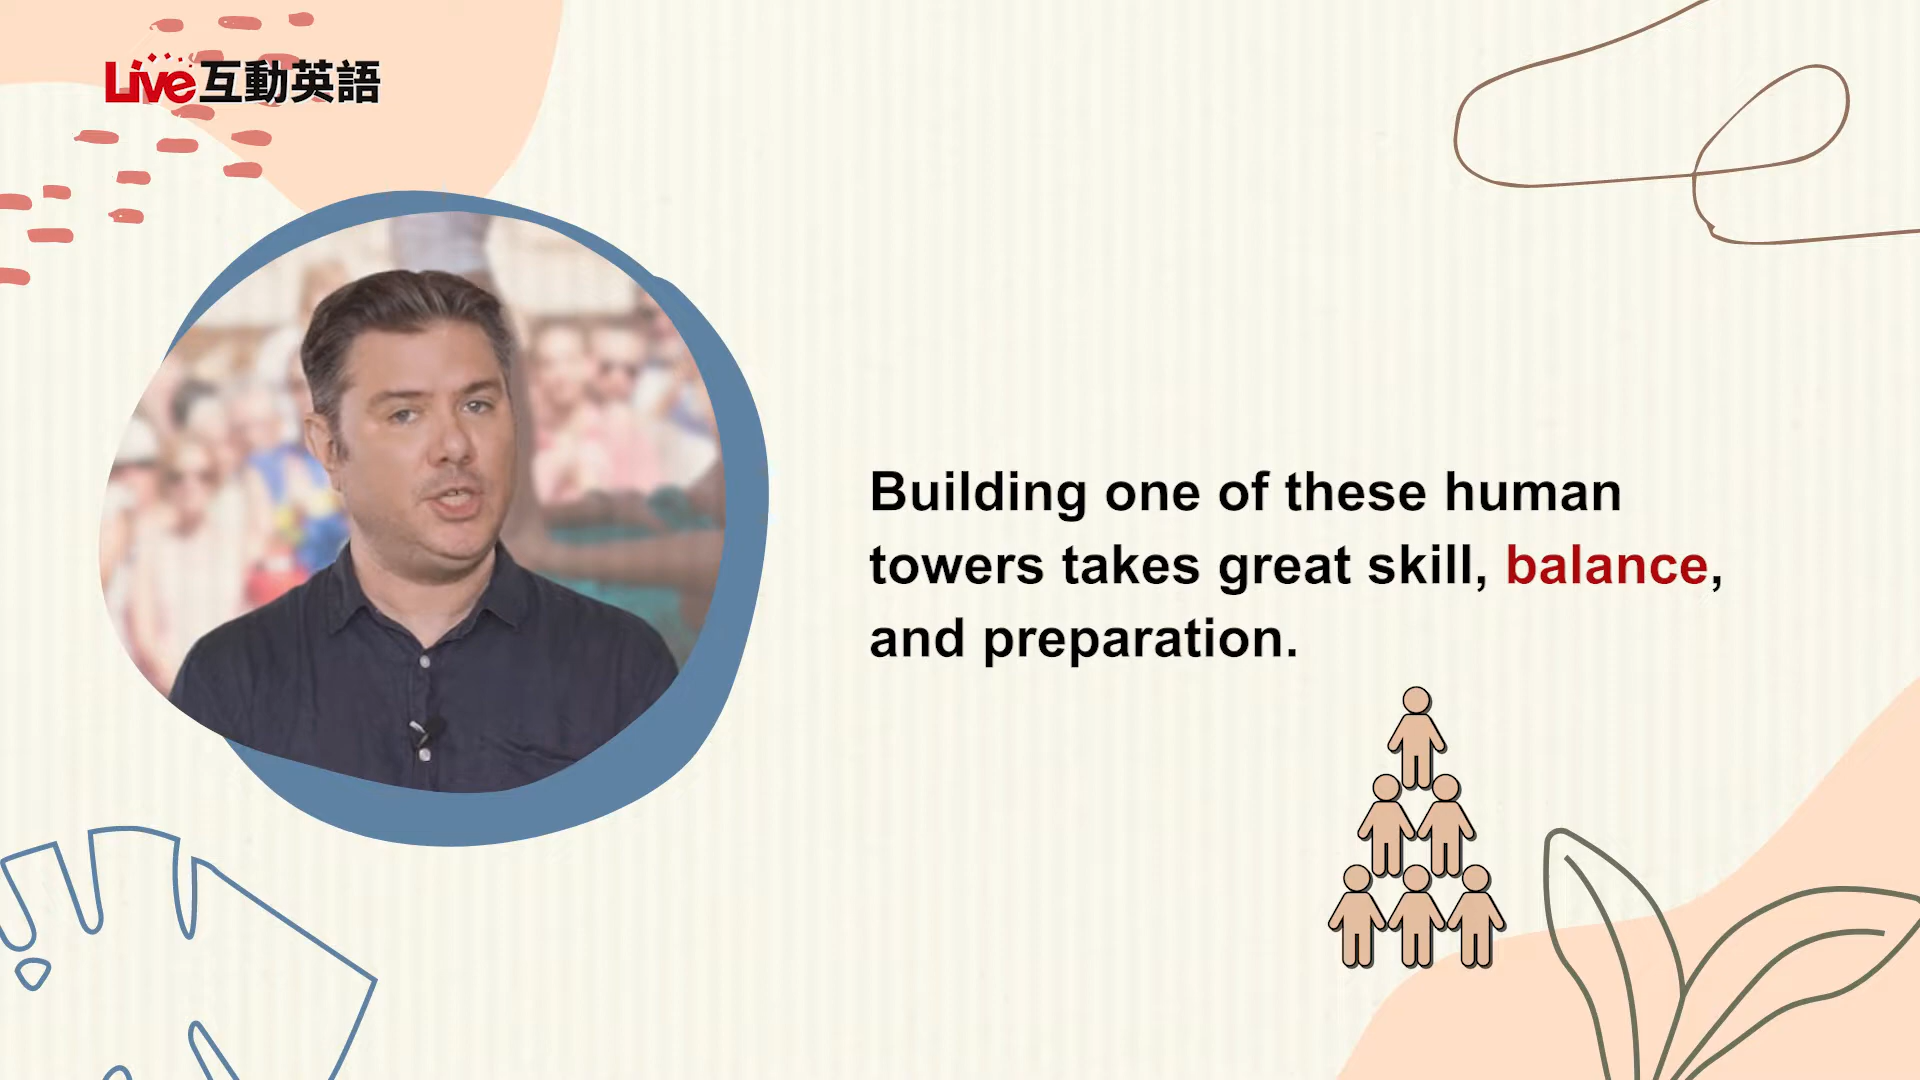 Live互動英語
Building one of these human
towers takes great skill, balance,
and preparation.